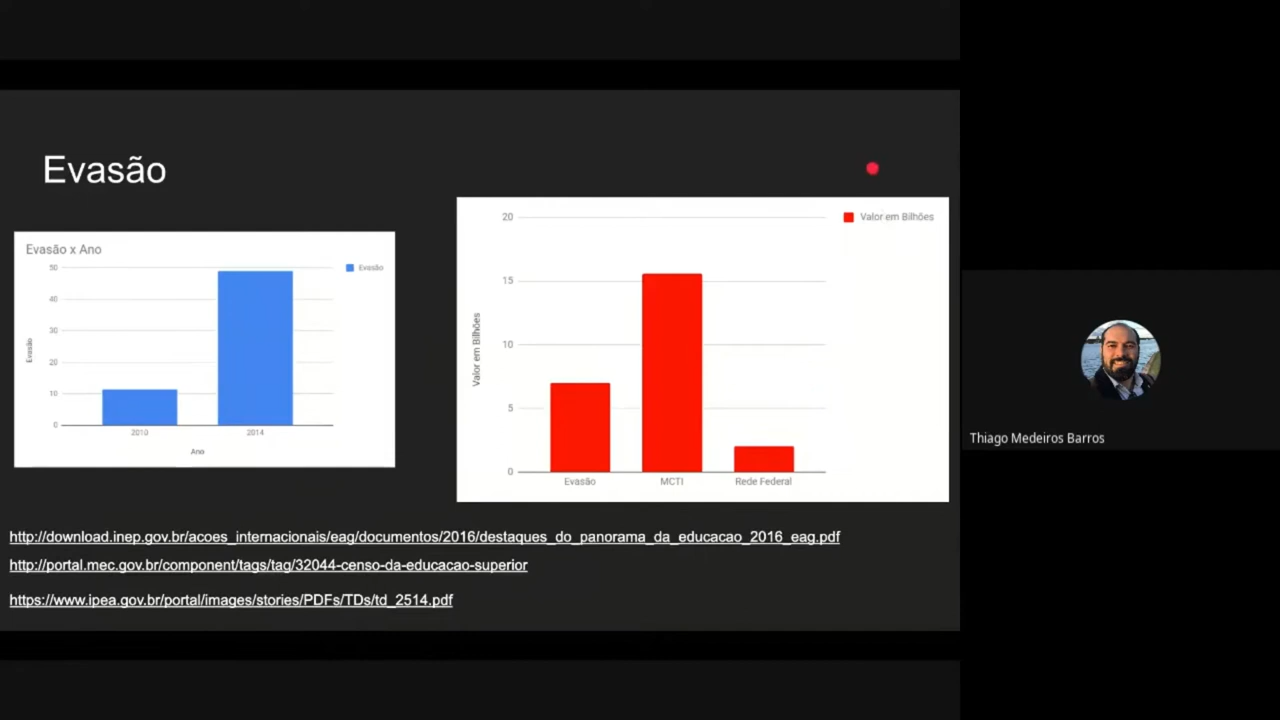 Evasão
Evasão x Ano
Evasão
50
40
30
20
10
0
Evasão
2010
2014
Ano
Valor em Bilhões
20
15
10
5
0
Valor em Bilhões
Evasão
MCTI
Rede Federal
http://download.inep.gov.br/acoes_internacionais/eag/documentos/2016/destaques_do_panorama_da_educacao_2016_eag.pdf
http://portal.mec.gov.br/component/tags/tag/32044-censo-da-educacao-superior
https://www.ipea.gov.br/portal/images/stories/PDFs/TDs/td_2514.pdf
Thiago Medeiros Barros